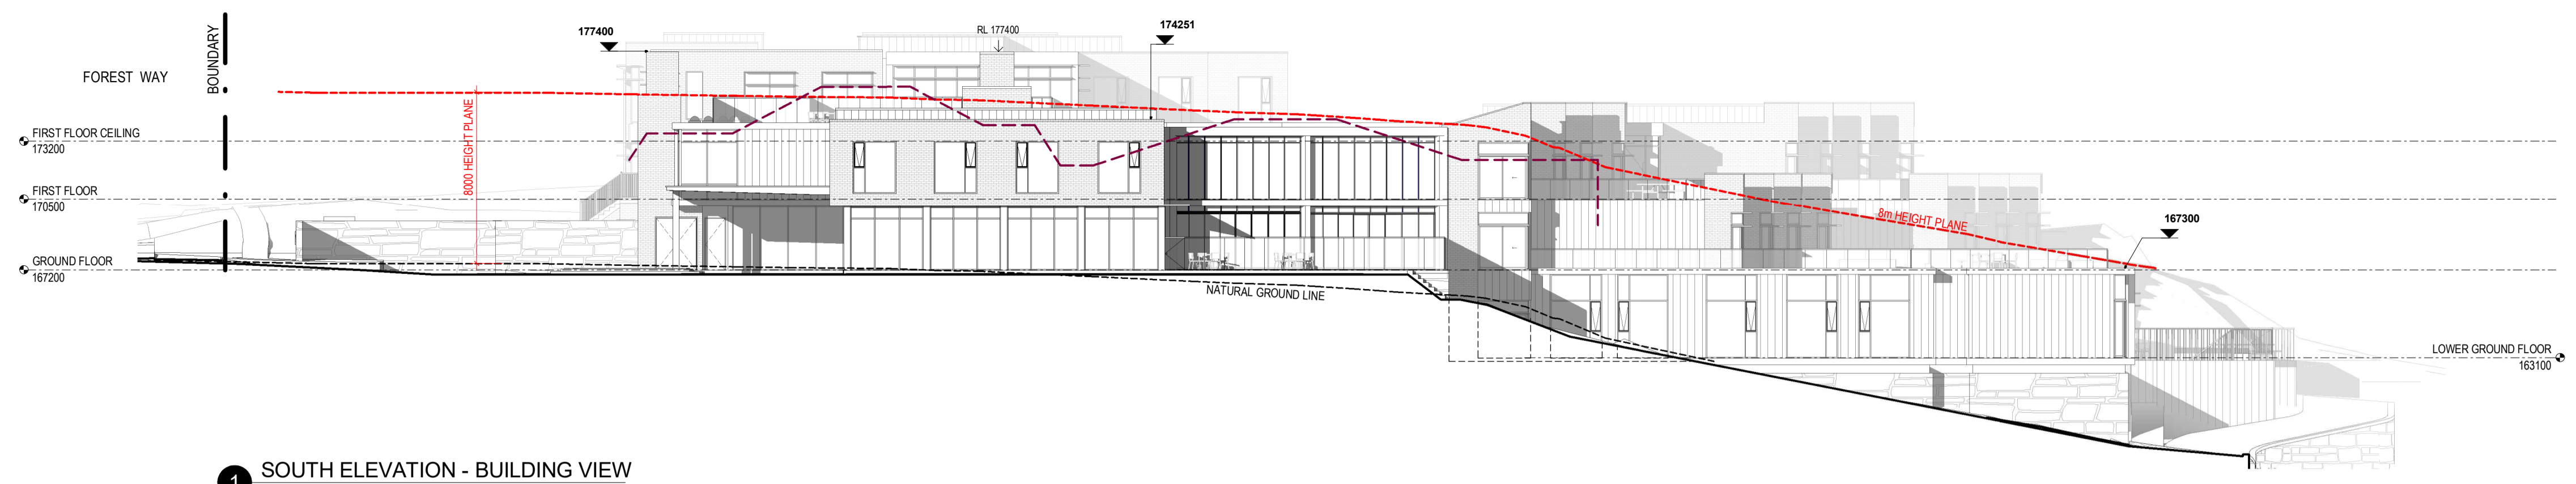 177400
RL 177400
174251
FOREST WAY
BOUNDARY
8000 HEIGHT PLANE
FIRST FLOOR CEILING
173200
FIRST FLOOR
170500
8m HEIGHT PLANE
167300
GROUND FLOOR
167200
NATURAL GROUND LINE
LOWER GROUND FLOOR
163100
1 SOUTH ELEVATION - BUILDING VIEW